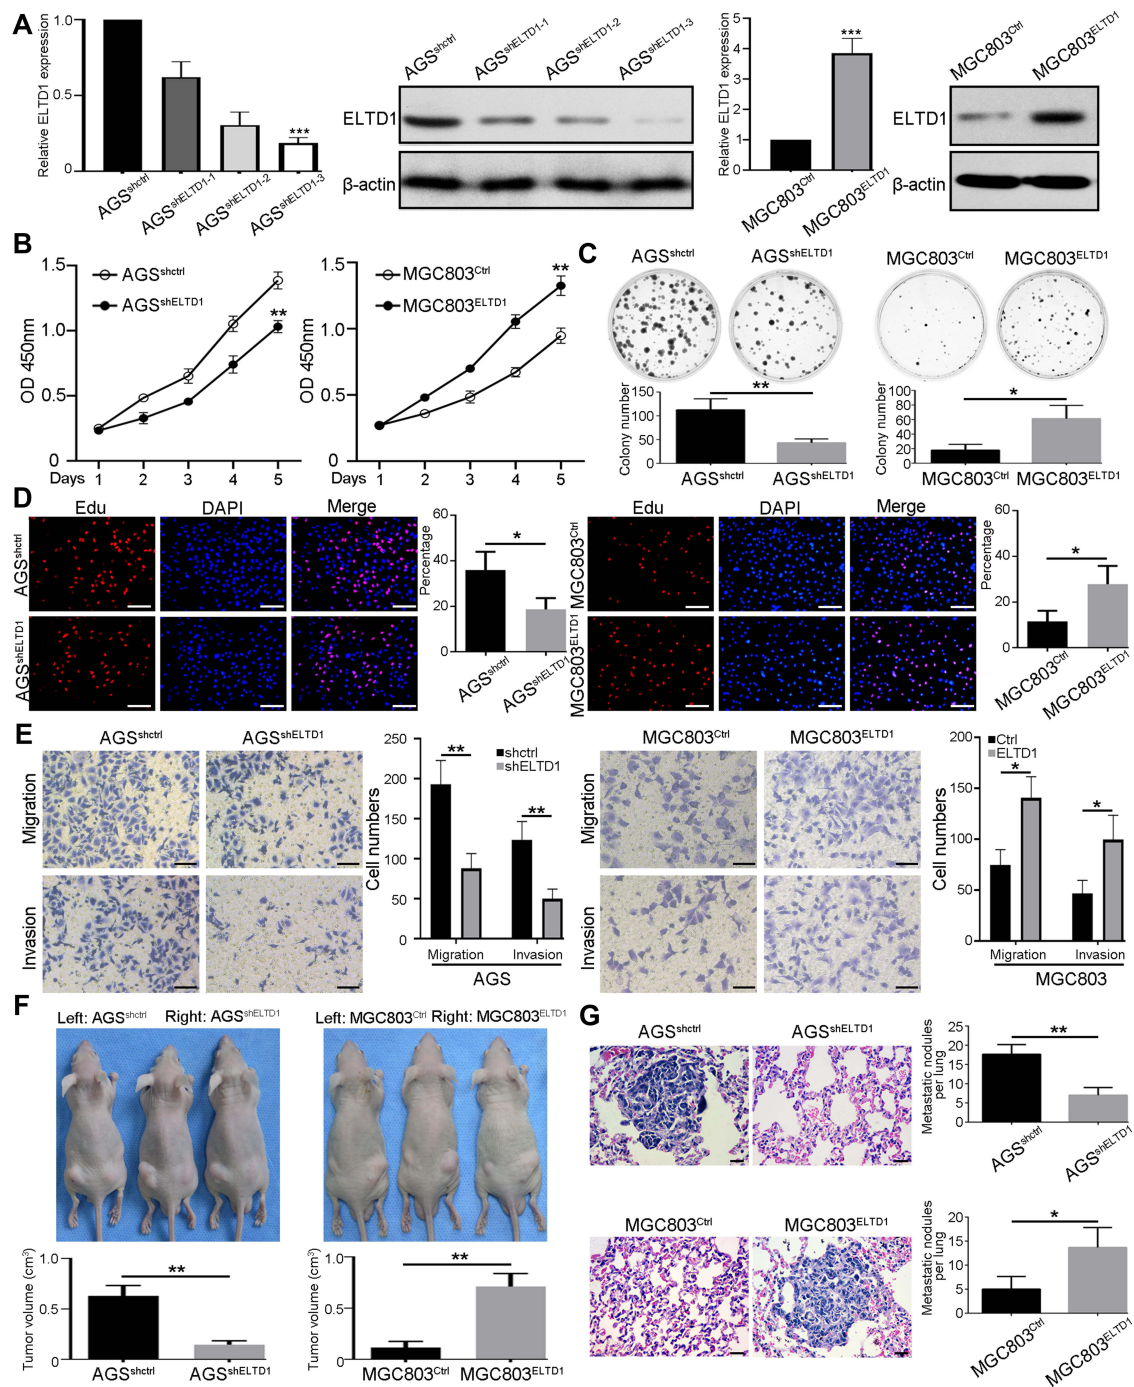 A
Relative ELTD1 expression
1.0
0.5
0
AGSshctrl
AGSshELTD1-1
AGSshELTD1-2
AGSshELTD1-3
***
AGSshctrl
AGSshELTD1-1
AGSshELTD1-2
AGSshELTD1-3
ELTD1
β-actin
Relative ELTD1 expression
5
4
2
1
0
***
MGC803Ctrl
MGC803ELTD1
MGC803Ctrl
MGC803ELTD1
ELTD1
β-actin
B
OD 450nm
1.5
1.0
0.5
0
AGSshctrl
AGSshELTD1
**
Days 1 2 3 4 5
OD 450nm
1.5
1.0
0.5
0
MGC803Ctrl
MGC803ELTD1
**
Days 1 2 3 4 5
C
AGSshctrl
AGSshELTD1
MGC803Ctrl
MGC803ELTD1
Colony number
150
100
50
0
**
AGSshctrl
AGSshELTD1
Colony number
100
80
60
40
20
0
*
MGC803Ctrl
MGC803ELTD1
D
Edu
DAPI
Merge
AGSshctrl
AGSshELTD1
Percentage
60
40
20
0
*
AGSshctrl
AGSshELTD1
Edu
DAPI
Merge
MGC803Ctrl
MGC803ELTD1
Percentage
60
40
20
0
*
MGC803Ctrl
MGC803ELTD1
E
AGSshctrl
AGSshELTD1
Migration
Invasion
Cell numbers
250
200
150
100
50
0
**
**
shctrl
shELTD1
Migration
Invasion
AGS
MGC803Ctrl
MGC803ELTD1
Migration
Invasion
Cell numbers
200
150
100
50
0
*
*
Ctrl
ELTD1
Migration
Invasion
MGC803
F
Left: AGSshctrl
Right: AGSshELTD1
Left: MGC803Ctrl
Right: MGC803ELTD1
Tumor volume (cm³)
1.0
0.5
0
**
AGSshctrl
AGSshELTD1
Tumor volume (cm³)
1.0
0.5
0
**
MGC803Ctrl
MGC803ELTD1
G
AGSshctrl
AGSshELTD1
Metastatic nodules
per lung
25
20
15
10
5
0
**
AGSshctrl
AGSshELTD1
MGC803Ctrl
MGC803ELTD1
Metastatic nodules
per lung
20
15
10
5
0
*
MGC803Ctrl
MGC803ELTD1